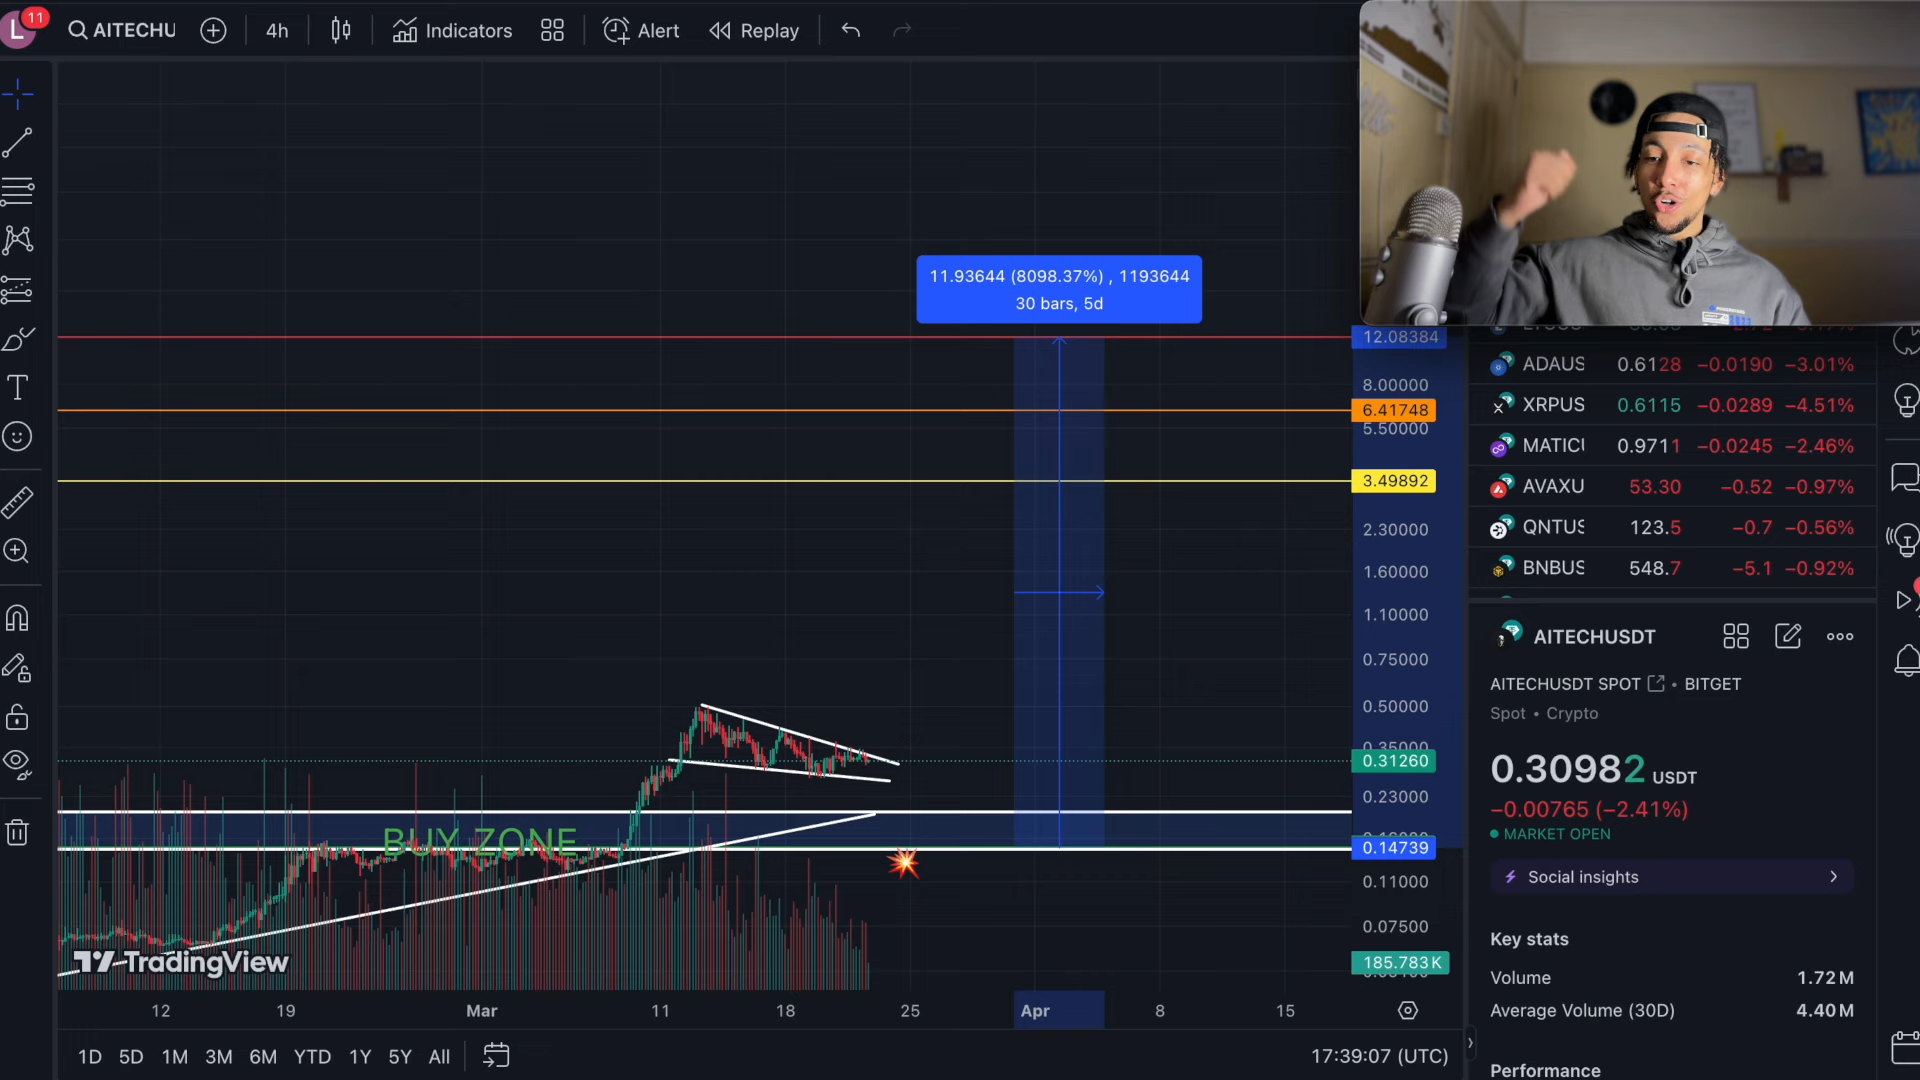 L 11 AITECHU 4h Indicators Alert Replay
11.93644 (8098.37%) , 1193644
30 bars, 5d
12.08384
8.00000
6.41748
5.50000
3.49892
2.30000
1.60000
1.10000
0.75000
0.50000
0.35000
0.31260
0.23000
0.14739
0.11000
0.07500
185.783 K
BUY ZONE
TradingView
12 19 Mar 11 18 25 Apr 8 15
1D 5D 1M 3M 6M YTD 1Y 5Y All 17:39:07 (UTC)
ADAUS 0.6128 −0.0190 −3.01%
XRPUS 0.6115 −0.0289 −4.51%
MATICU 0.9711 −0.0245 −2.46%
AVAXU 53.30 −0.52 −0.97%
QNTUS 123.5 −0.7 −0.56%
BNBUS 548.7 −5.1 −0.92%
AITECHUSDT
AITECHUSDT SPOT • BITGET
Spot • Crypto
0.30982 USDT
−0.00765 (−2.41%)
MARKET OPEN
Social insights
Key stats
Volume 1.72 M
Average Volume (30D) 4.40 M
Performance